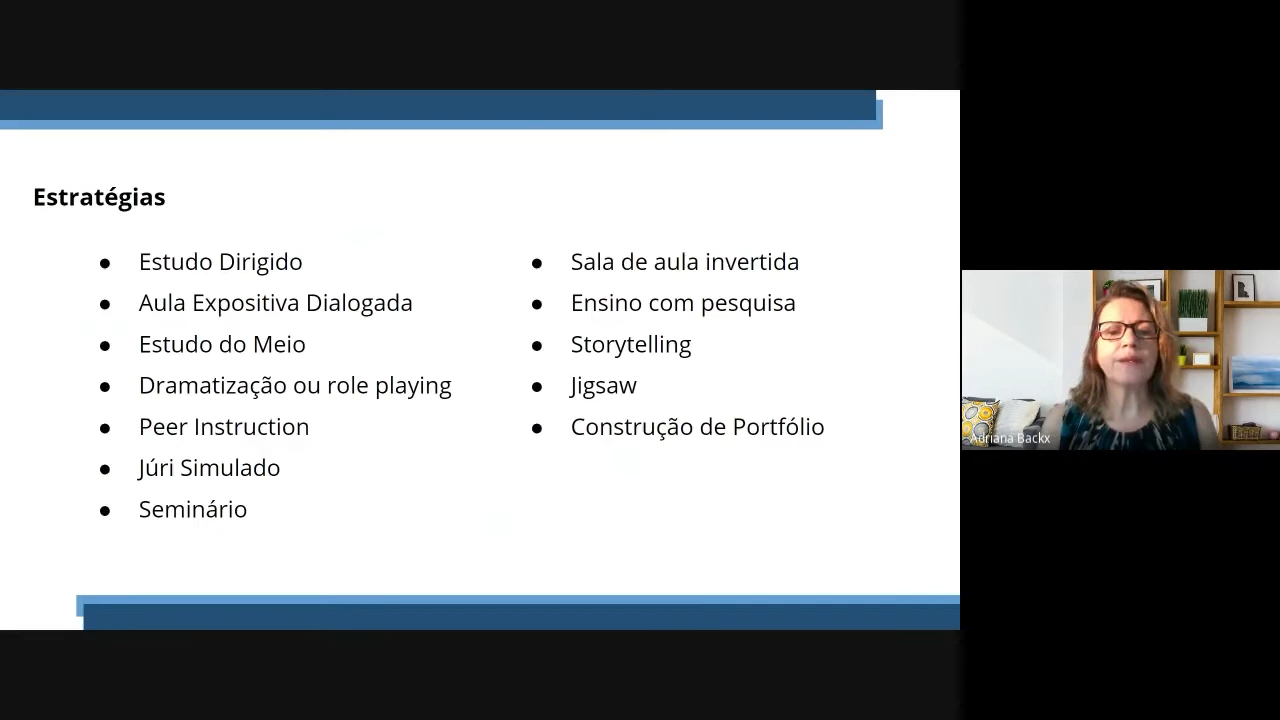 Estratégias
● Estudo Dirigido
● Aula Expositiva Dialogada
● Estudo do Meio
● Dramatização ou role playing
● Peer Instruction
● Júri Simulado
● Seminário
● Sala de aula invertida
● Ensino com pesquisa
● Storytelling
● Jigsaw
● Construção de Portfólio
Adriana Backx